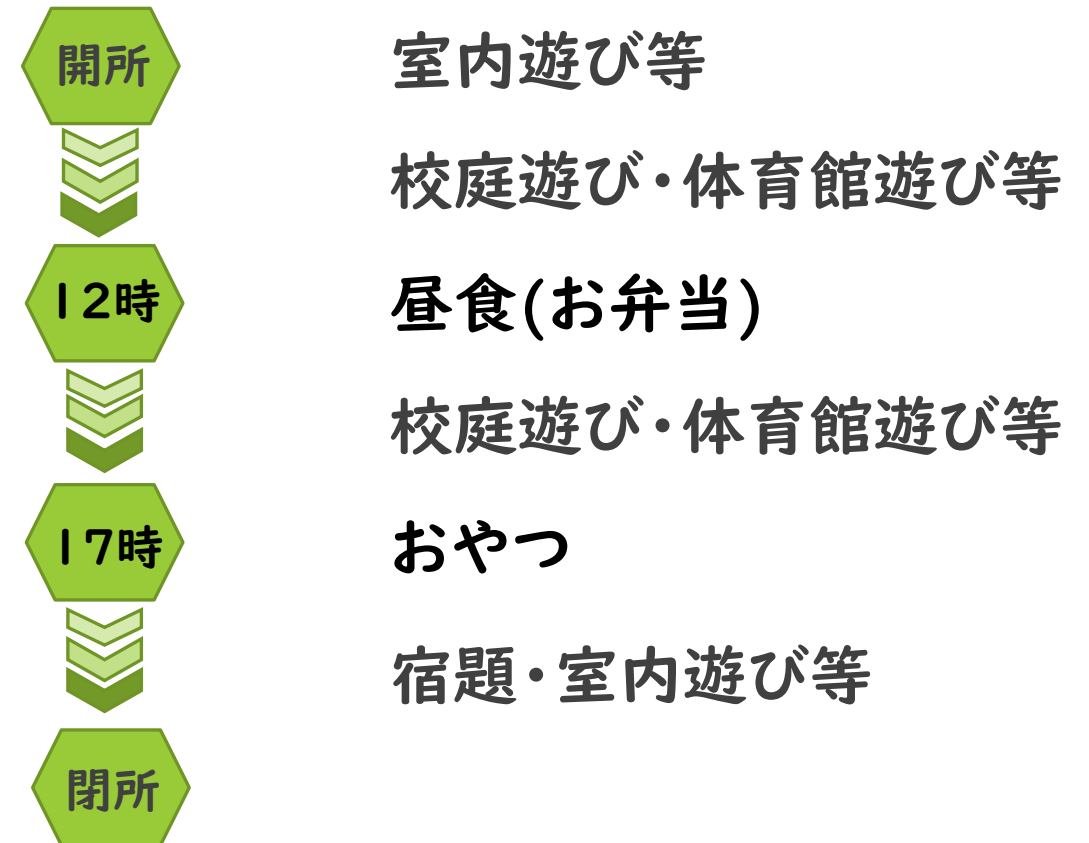 開所
室内遊び等
校庭遊び・体育館遊び等
12時
昼食(お弁当)
校庭遊び・体育館遊び等
17時
おやつ
宿題・室内遊び等
閉所